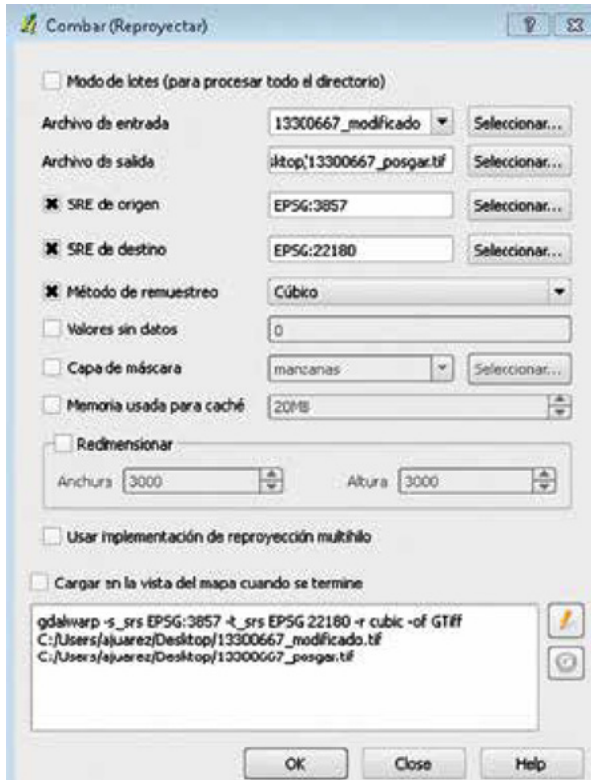 Combar (Reproyectar)
Modo de lotes (para procesar todo el directorio)
Archivo de entrada 13300667_modificado Seleccionar...
Archivo de salida sktop/13300667_posgar.tif Seleccionar...
SRE de origen EPSG:3857 Seleccionar...
SRE de destino EPSG:22180 Seleccionar...
Método de remuestreo Cúbico
Valores sin datos 0
Capa de máscara manzanas Seleccionar...
Memoria usada para caché 20MB
Redimensionar
Anchura 3000 Altura 3000
Usar implementación de reproyección multihilo
Cargar en la vista del mapa cuando se termine
gdalwarp -s_srs EPSG:3857 -t_srs EPSG:22180 -r cubic -of GTiff
C:/Users/ajuarez/Desktop/13300667_modificado.tif
C:/Users/ajuarez/Desktop/13300667_posgar.tif
OK Close Help